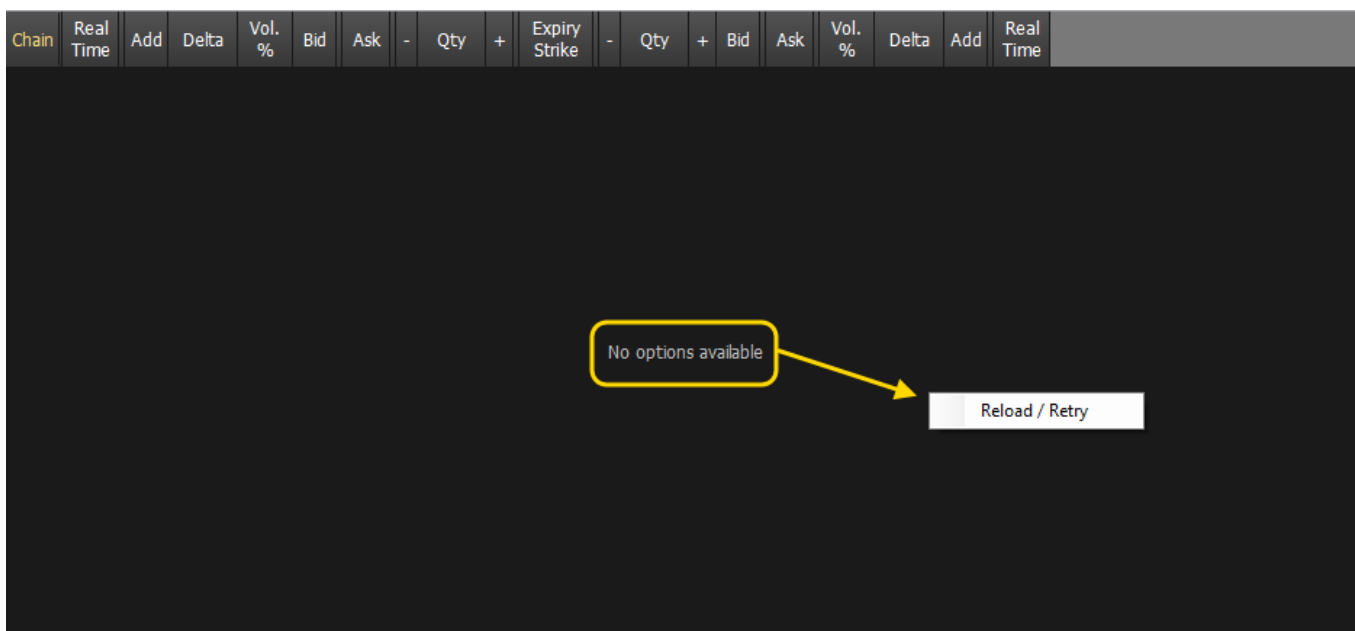 Chain Real Time Add Delta Vol. % Bid Ask - Qty + Expiry Strike - Qty + Bid Ask Vol. % Delta Add Real Time
No options available
Reload / Retry